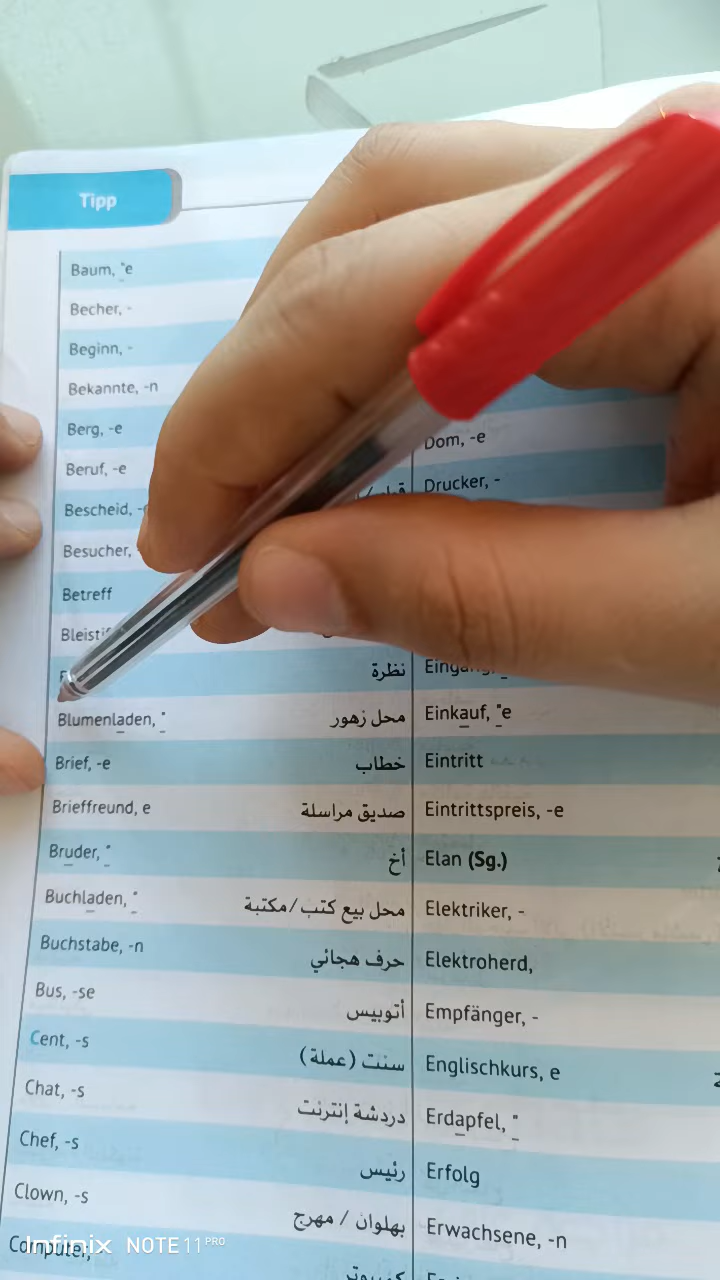 Tipp
Baum, ¨e
Becher, -
Beginn, -
Bekannte, -n
Berg, -e
Beruf, -e
Bescheid,
Besucher,
Betreff
نظرة
Blumenladen, ¨ محل زهور
Brief, -e خطاب
Brieffreund, e صديق مراسلة
Bruder, ¨ أخ
Buchladen, ¨ محل بيع كتب/مكتبة
Buchstabe, -n حرف هجائي
Bus, -se أتوبيس
Cent, -s سنت (عملة)
Chat, -s دردشة إنترنت
Chef, -s رئيس
Clown, -s بهلوان / مهرج
Computer, كمبيوتر
Dom, -e
Drucker, -
Einkauf, ¨e
Eintritt
Eintrittspreis, -e
Elan (Sg.)
Elektriker, -
Elektroherd,
Empfänger, -
Englischkurs, e
Erdapfel, ¨
Erfolg
Erwachsene, -n
Infinix NOTE 11 PRO